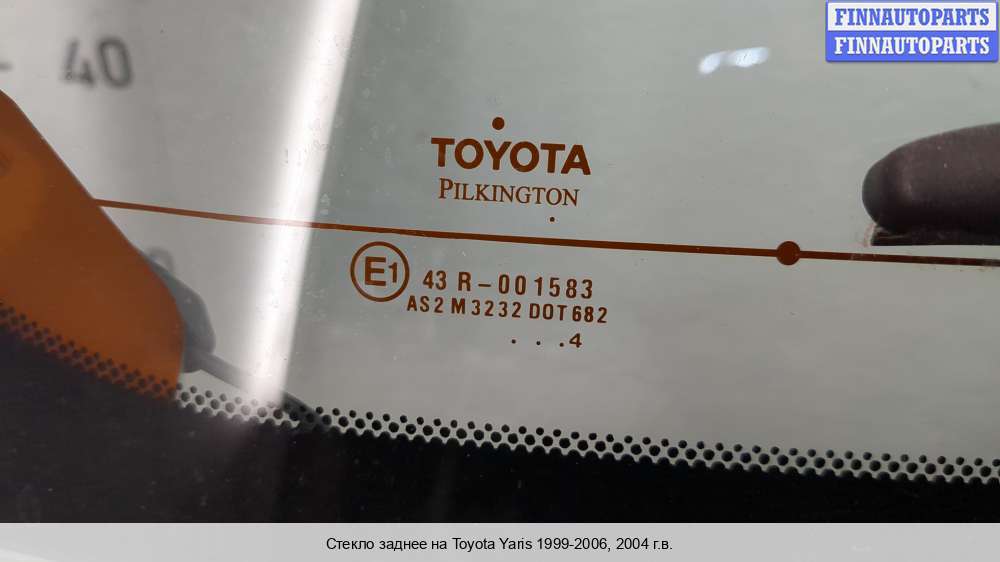 FINNAUTOPARTS
FINNAUTOPARTS
40
TOYOTA
PILKINGTON
E1
43 R-001583
AS2 M3232 DOT682
. . .4
Стекло заднее на Toyota Yaris 1999-2006, 2004 г.в.